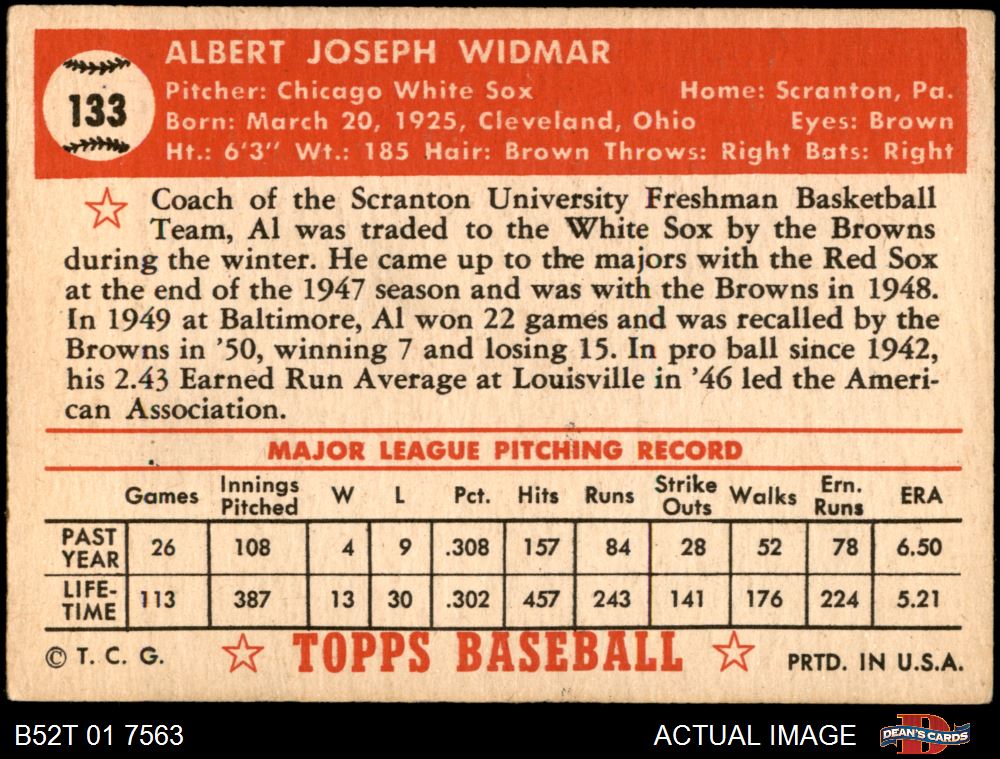 133
ALBERT JOSEPH WIDMAR
Pitcher: Chicago White Sox Home: Scranton, Pa.
Born: March 20, 1925, Cleveland, Ohio Eyes: Brown
Ht.: 6'3" Wt.: 185 Hair: Brown Throws: Right Bats: Right
Coach of the Scranton University Freshman Basketball
Team, Al was traded to the White Sox by the Browns
during the winter. He came up to the majors with the Red Sox
at the end of the 1947 season and was with the Browns in 1948.
In 1949 at Baltimore, Al won 22 games and was recalled by the
Browns in '50, winning 7 and losing 15. In pro ball since 1942,
his 2.43 Earned Run Average at Louisville in '46 led the Ameri-
can Association.
MAJOR LEAGUE PITCHING RECORD
Games Innings Pitched W L Pct. Hits Runs Strike Outs Walks Ern. Runs ERA
PAST YEAR 26 108 4 9 .308 157 84 28 52 78 6.50
LIFE-TIME 113 387 13 30 .302 457 243 141 176 224 5.21
© T. C. G. TOPPS BASEBALL PRTD. IN U.S.A.
B52T 01 7563 ACTUAL IMAGE DEAN'S CARDS